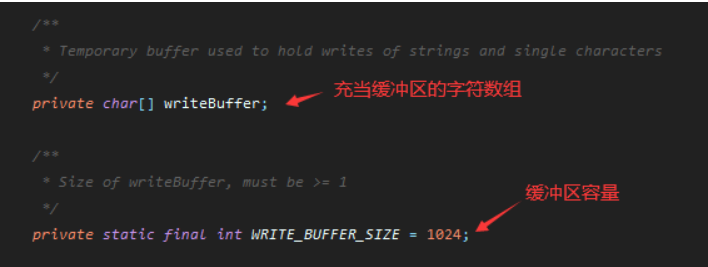 /**
* Temporary buffer used to hold writes of strings and single characters
*/
private char[] writeBuffer;
充当缓冲区的字符数组
/**
* Size of writeBuffer, must be >= 1
*/
缓冲区容量
private static final int WRITE_BUFFER_SIZE = 1024;